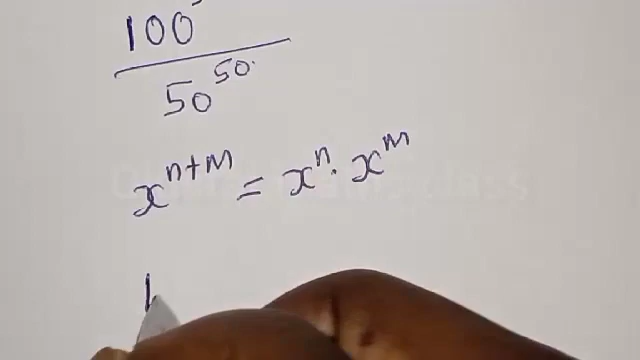 100
50^50.
x^{n+m} = x^n . x^m